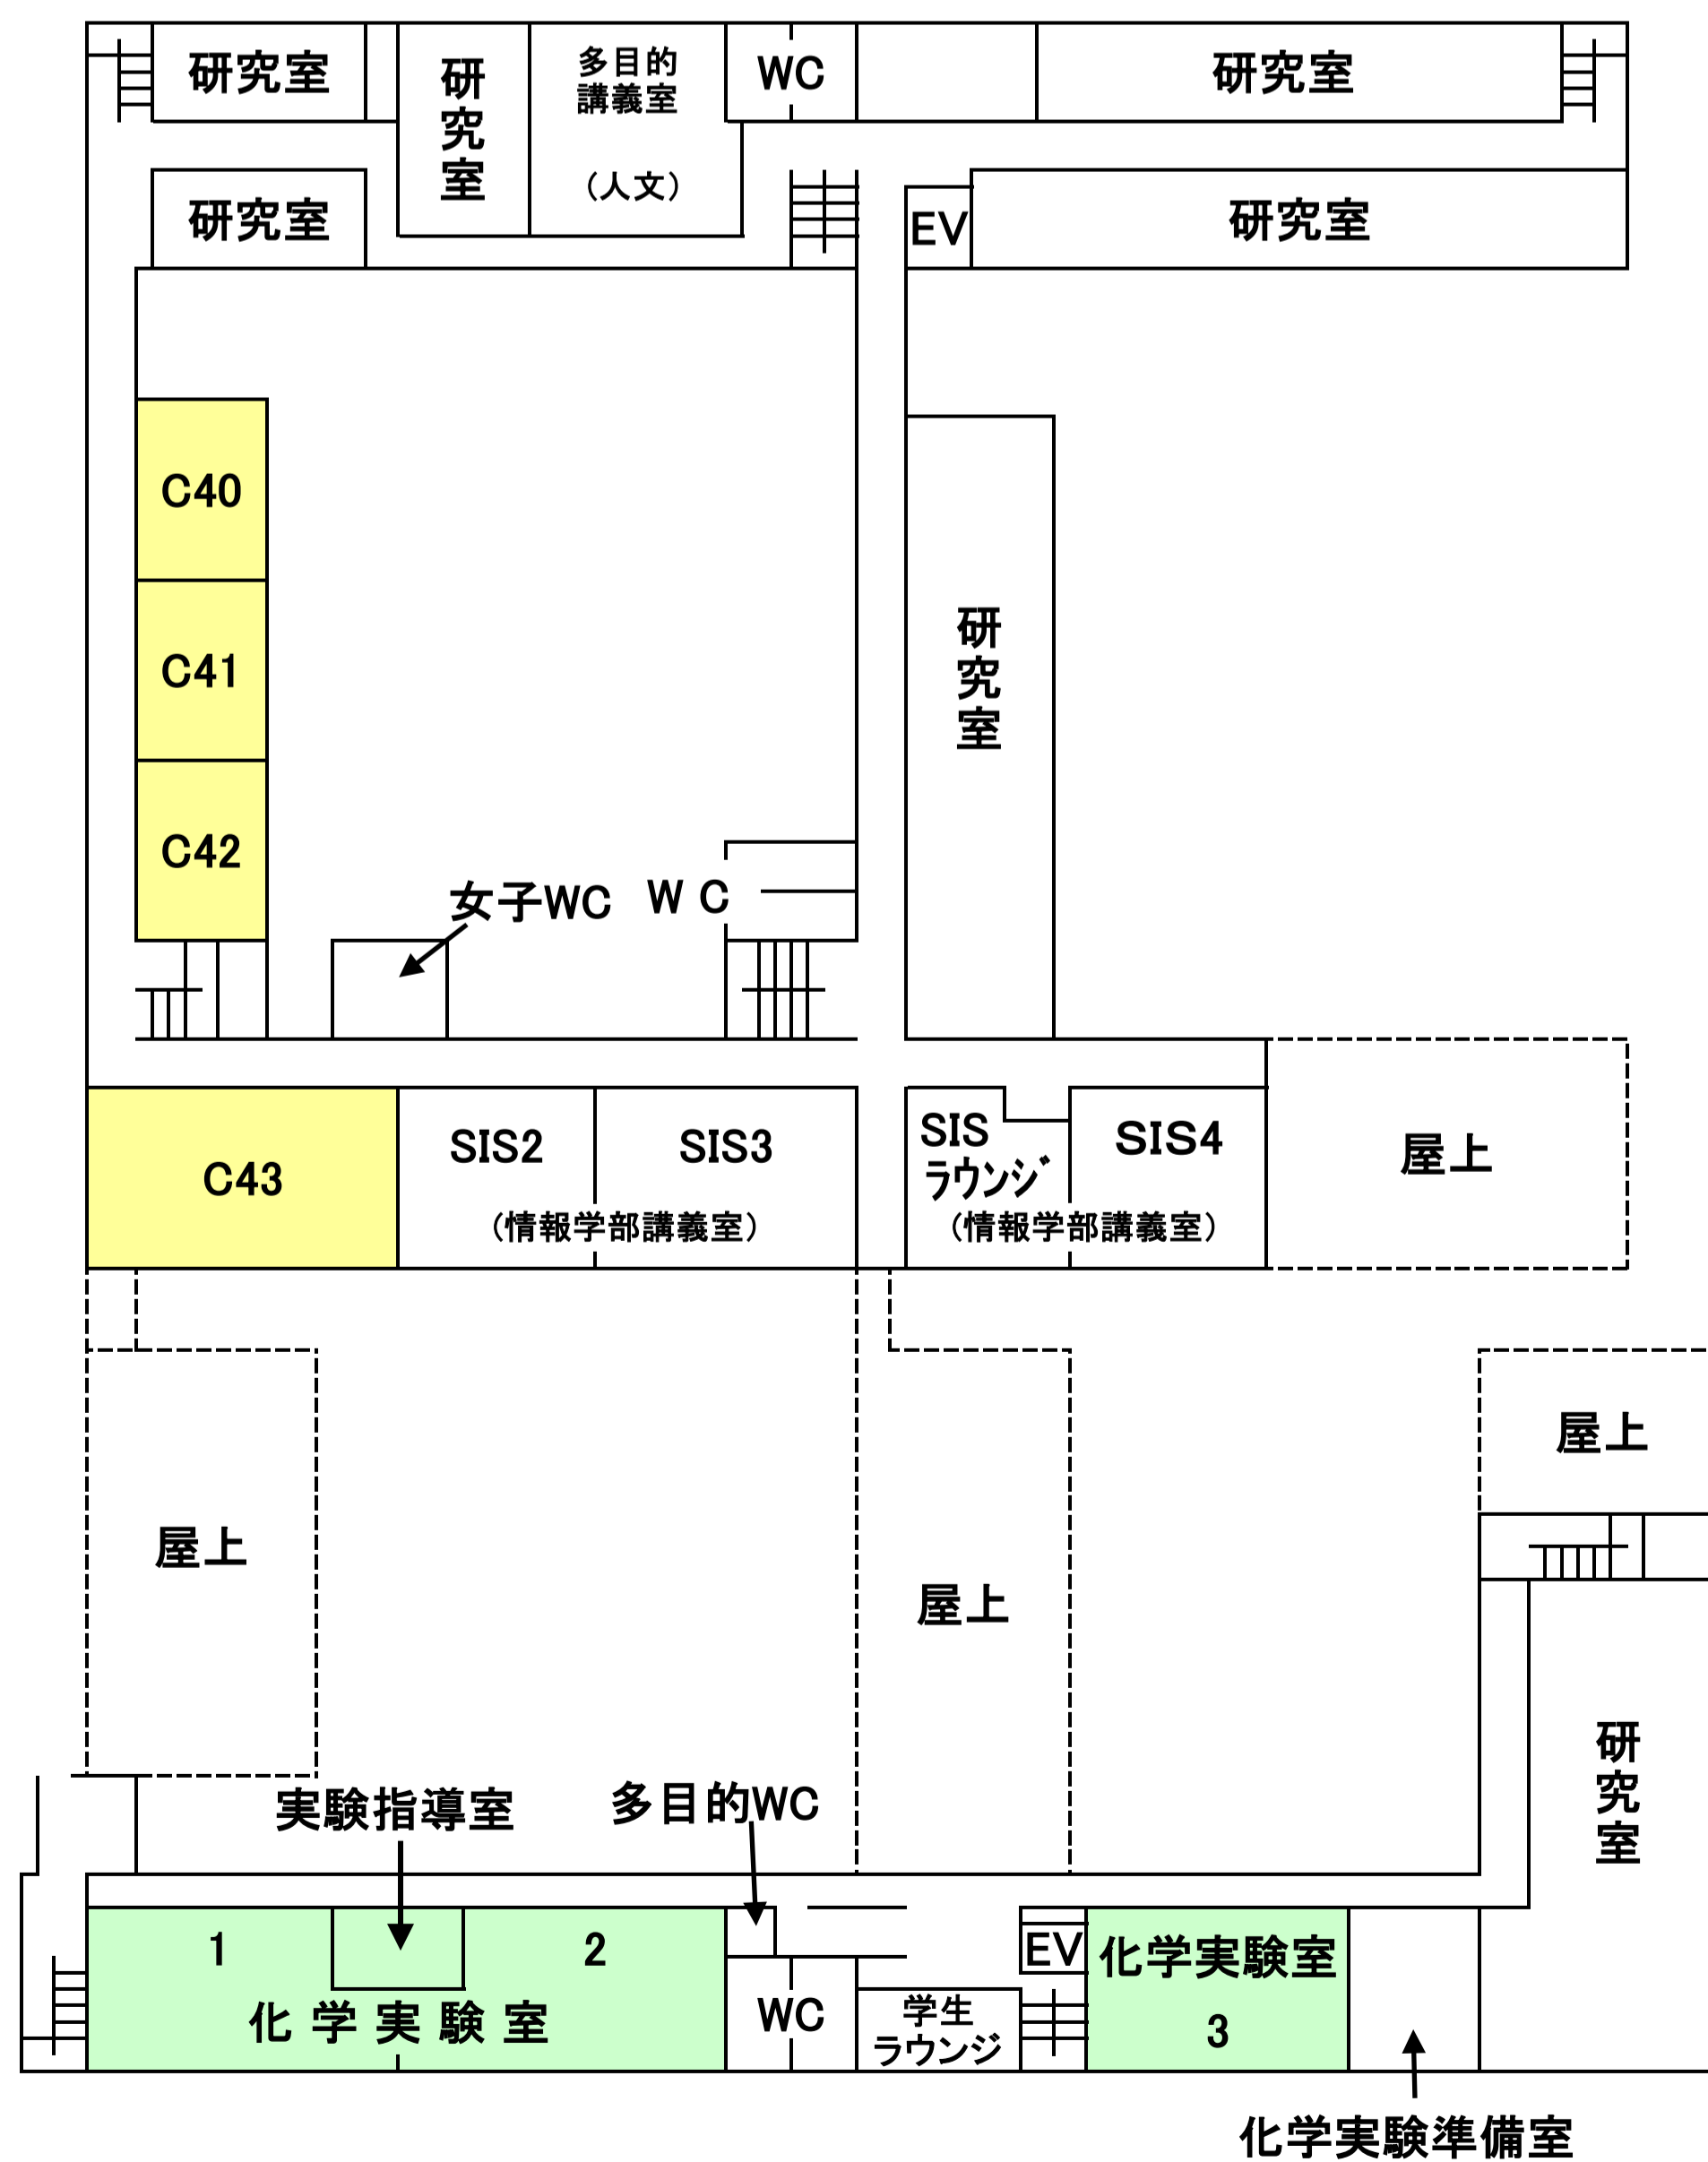 研究室
研究室
多目的
講義室
（人文）
WC
研究室
研究室
EV
研究室
C40
C41
C42
研究室
女子WC
W C
C43
SIS2
SIS3
（情報学部講義室）
SIS
ラウンジ
SIS4
（情報学部講義室）
屋上
屋上
屋上
屋上
研究室
実験指導室
多目的WC
1
2
化学実験室
WC
学生
ラウンジ
EV
化学実験室
3
化学実験準備室